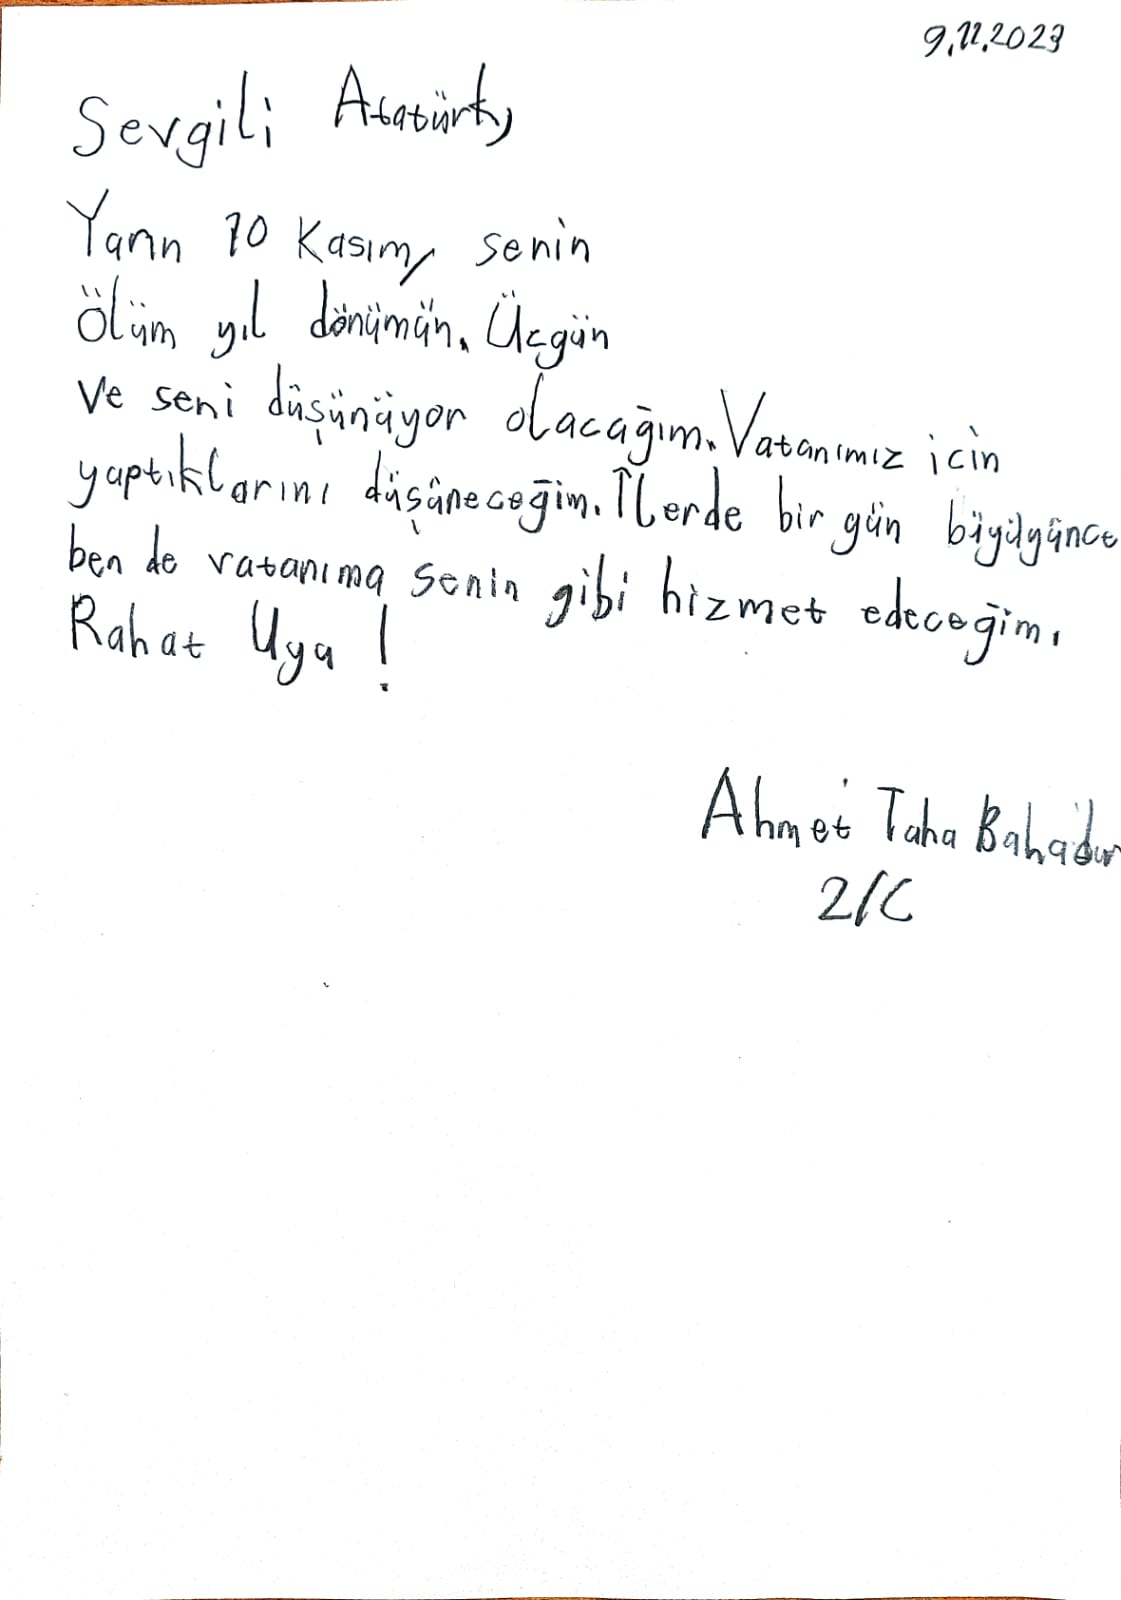 9.11.2023
Sevgili Atatürk,
Yarın 10 Kasım, senin
ölüm yıl dönümün. Üzgün
ve seni düşünüyor olacağım. Vatanımız için
yaptıklarını düşüneceğim. İlerde bir gün büyüyünce
ben de vatanıma senin gibi hizmet edeceğim.
Rahat Uyu!
Ahmet Taha Bahadır
2/C